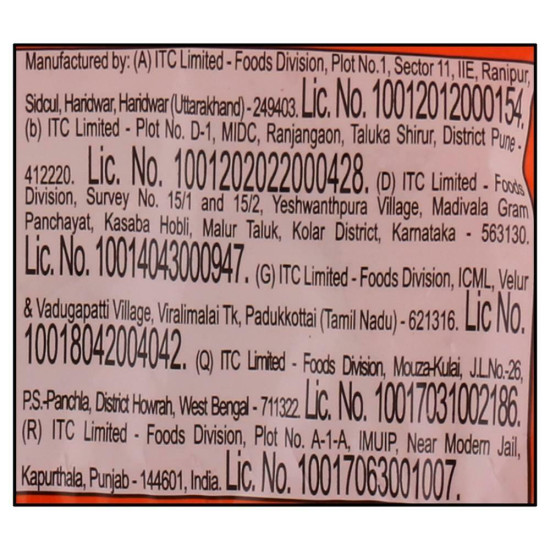 Manufactured by: (A) ITC Limited - Foods Division, Plot No.1, Sector 11, IIE, Ranipur,
Sidcul, Haridwar, Haridwar (Uttarakhand) - 249403. Lic. No. 10012012000154.
(b) ITC Limited - Plot No. D-1, MIDC, Ranjangaon, Taluka Shirur, District Pune -
412220. Lic. No. 1001202022000428. (D) ITC Limited - Foods
Division, Survey No. 15/1 and 15/2, Yeshwanthpura Village, Madivala Gram
Panchayat, Kasaba Hobli, Malur Taluk, Kolar District, Karnataka - 563130.
Lic. No. 10014043000947. (G) ITC Limited - Foods Division, ICML, Velur
& Vadugapatti Village, Viralimalai Tk, Padukkottai (Tamil Nadu) - 621316. Lic No.
10018042004042. (Q) ITC Limited - Foods Division, Mouza-Kulai, J.L.No.-26,
P.S.-Panchla, District Howrah, West Bengal - 711322. Lic. No. 10017031002186.
(R) ITC Limited - Foods Division, Plot No. A-1-A, IMUIP, Near Modern Jail,
Kapurthala, Punjab - 144601, India. Lic. No. 10017063001007.